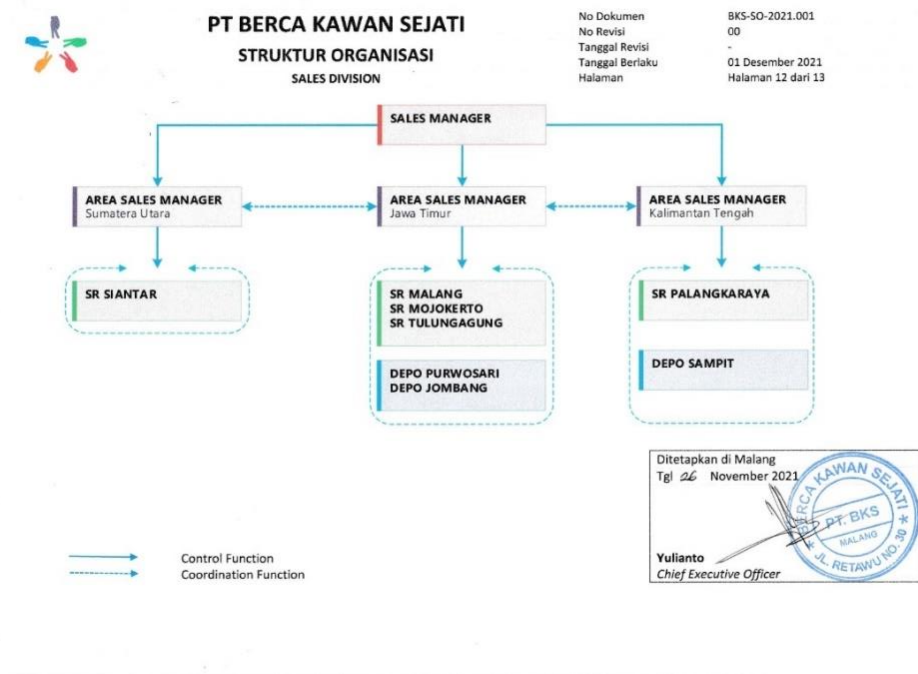 PT BERCA KAWAN SEJATI
STRUKTUR ORGANISASI
SALES DIVISION
No Dokumen BKS-SO-2021.001
No Revisi 00
Tanggal Revisi -
Tanggal Berlaku 01 Desember 2021
Halaman Halaman 12 dari 13
SALES MANAGER
AREA SALES MANAGER
Sumatera Utara
AREA SALES MANAGER
Jawa Timur
AREA SALES MANAGER
Kalimantan Tengah
SR SIANTAR
SR MALANG
SR MOJOKERTO
SR TULUNGAGUNG
SR PALANGKARAYA
DEPO PURWOSARI
DEPO JOMBANG
DEPO SAMPIT
Ditetapkan di Malang
Tgl 26 November 2021
BERCA KAWAN SEJATI
PT. BKS
MALANG
JL. RETAWU NO. 30
Yulianto
Chief Executive Officer
Control Function
Coordination Function